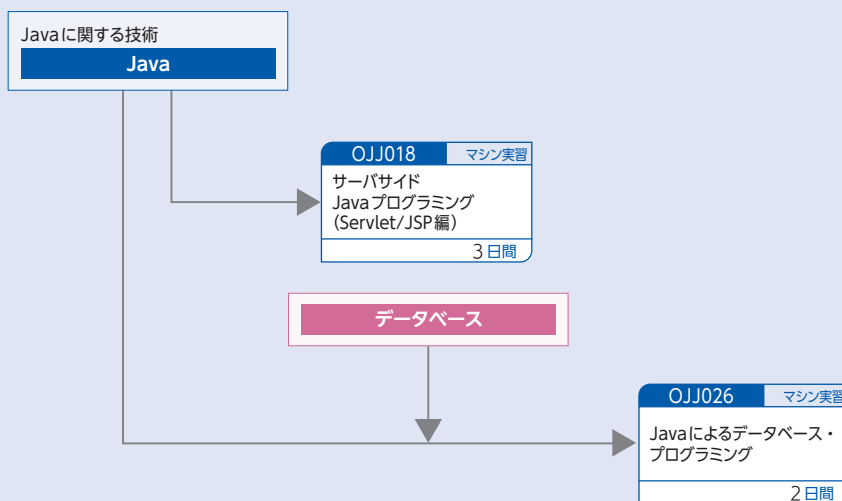 Javaに関する技術
Java
OJJ018 マシン実習
サーバサイド
Javaプログラミング
（Servlet/JSP編）
3日間
データベース
OJJ026 マシン実習
Javaによるデータベース・
プログラミング
2日間